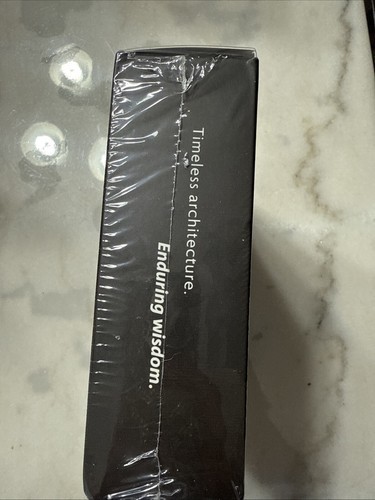 Timeless architecture.
Enduring wisdom.